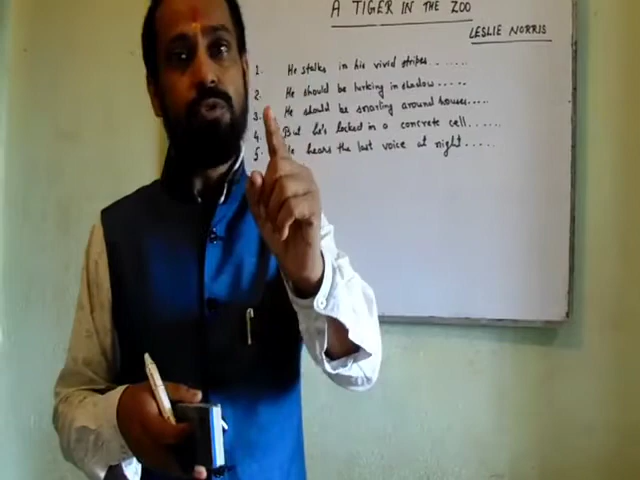 A TIGER IN THE ZOO
LESLIE NORRIS
1. He stalks in his vivid stripes........
2. He should be lurking in shadow.....
3. He should be snarling around houses.....
4. But he's locked in a concrete cell.......
5. He hears the last voice at night.....